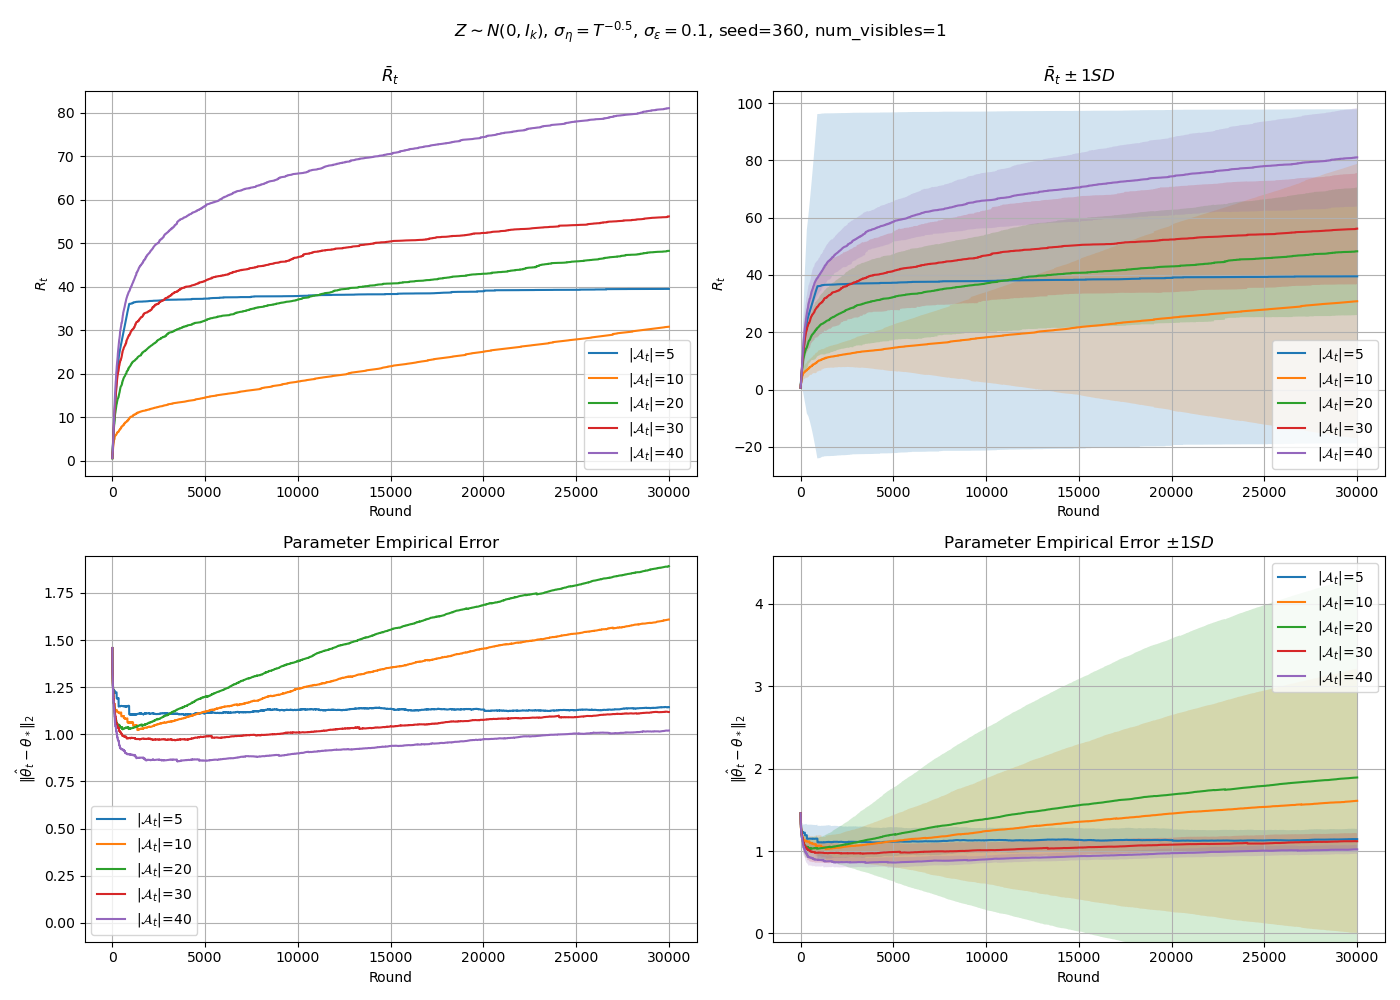 Z ∼ N(0, I_k), σ_η = T^{−0.5}, σ_ε = 0.1, seed=360, num_visibles=1
R̄_t
R_t
80
70
60
50
40
30
20
10
0
|𝒜_t|=5
|𝒜_t|=10
|𝒜_t|=20
|𝒜_t|=30
|𝒜_t|=40
0 5000 10000 15000 20000 25000 30000
Round
R̄_t ± 1SD
R_t
100
80
60
40
20
0
−20
|𝒜_t|=5
|𝒜_t|=10
|𝒜_t|=20
|𝒜_t|=30
|𝒜_t|=40
0 5000 10000 15000 20000 25000 30000
Round
Parameter Empirical Error
‖θ̂_t − θ_*‖_2
1.75
1.50
1.25
1.00
0.75
0.50
0.25
0.00
|𝒜_t|=5
|𝒜_t|=10
|𝒜_t|=20
|𝒜_t|=30
|𝒜_t|=40
0 5000 10000 15000 20000 25000 30000
Round
Parameter Empirical Error ±1SD
‖θ̂_t − θ_*‖_2
4
3
2
1
0
|𝒜_t|=5
|𝒜_t|=10
|𝒜_t|=20
|𝒜_t|=30
|𝒜_t|=40
0 5000 10000 15000 20000 25000 30000
Round